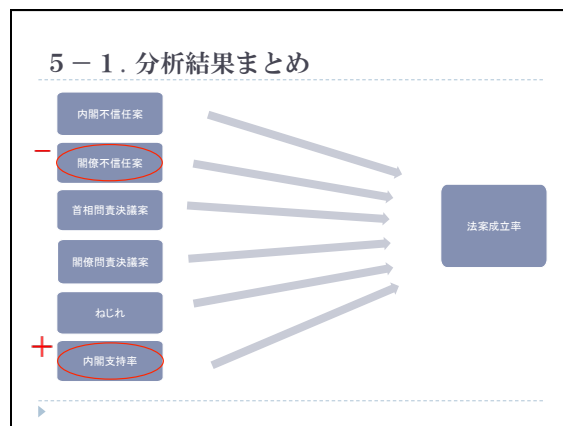 ５－１. 分析結果まとめ
内閣不信任案
－
閣僚不信任案
首相問責決議案
閣僚問責決議案
ねじれ
＋
内閣支持率
法案成立率